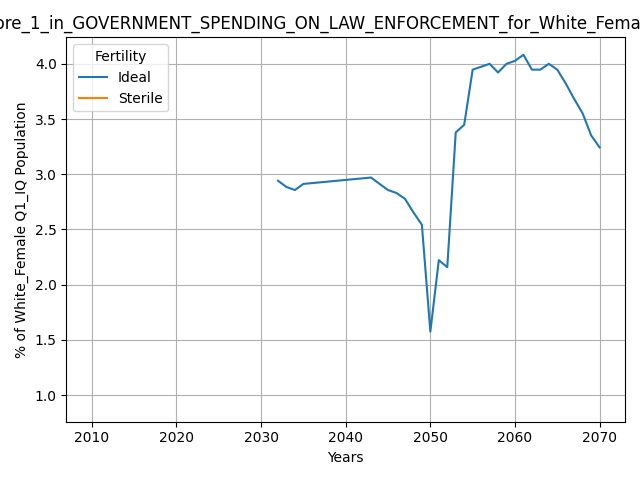 ore_1_in_GOVERNMENT_SPENDING_ON_LAW_ENFORCEMENT_for_White_Fema
Fertility
Ideal
Sterile
% of White_Female Q1_IQ Population
4.0
3.5
3.0
2.5
2.0
1.5
1.0
2010 2020 2030 2040 2050 2060 2070
Years